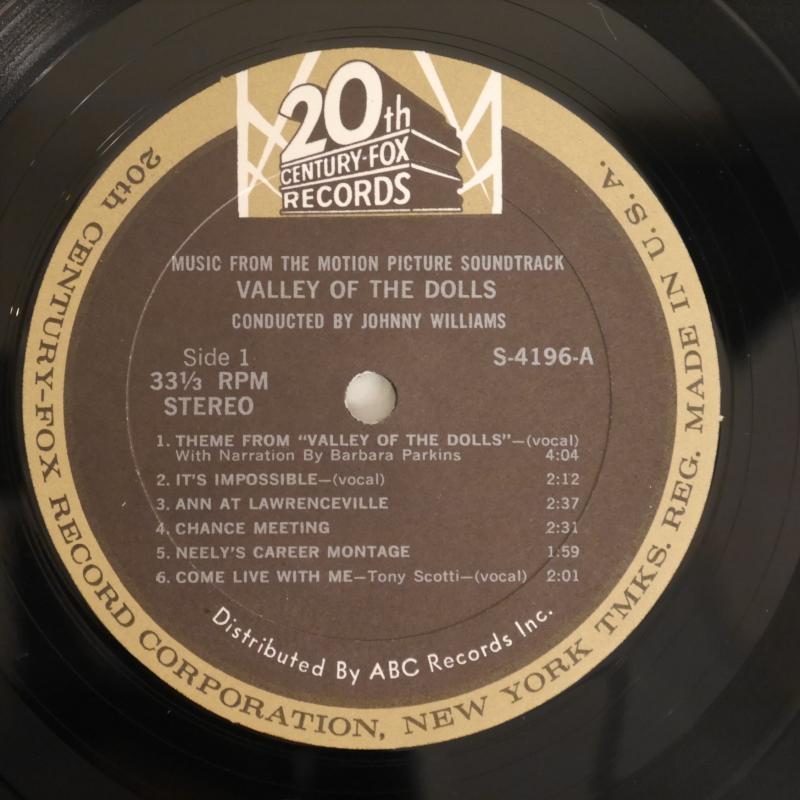 20th
CENTURY-FOX
RECORDS
MUSIC FROM THE MOTION PICTURE SOUNDTRACK
VALLEY OF THE DOLLS
CONDUCTED BY JOHNNY WILLIAMS
Side 1
S-4196-A
33⅓ RPM
STEREO
1. THEME FROM "VALLEY OF THE DOLLS"—(vocal)
With Narration By Barbara Parkins 4:04
2. IT'S IMPOSSIBLE—(vocal) 2:12
3. ANN AT LAWRENCEVILLE 2:37
4. CHANCE MEETING 2:31
5. NEELY'S CAREER MONTAGE 1:59
6. COME LIVE WITH ME—Tony Scotti—(vocal) 2:01
Distributed By ABC Records Inc.
20th CENTURY-FOX RECORD CORPORATION, NEW YORK TMKS. REG. MADE IN U.S.A.